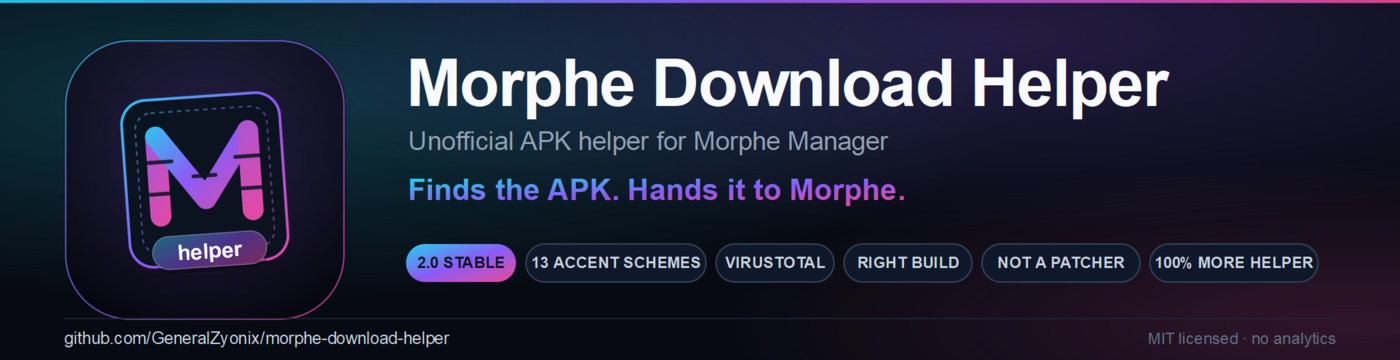 Morphe Download Helper
Unofficial APK helper for Morphe Manager
Finds the APK. Hands it to Morphe.
helper
2.0 STABLE 13 ACCENT SCHEMES VIRUSTOTAL RIGHT BUILD NOT A PATCHER 100% MORE HELPER
github.com/GeneralZyonix/morphe-download-helper MIT licensed · no analytics